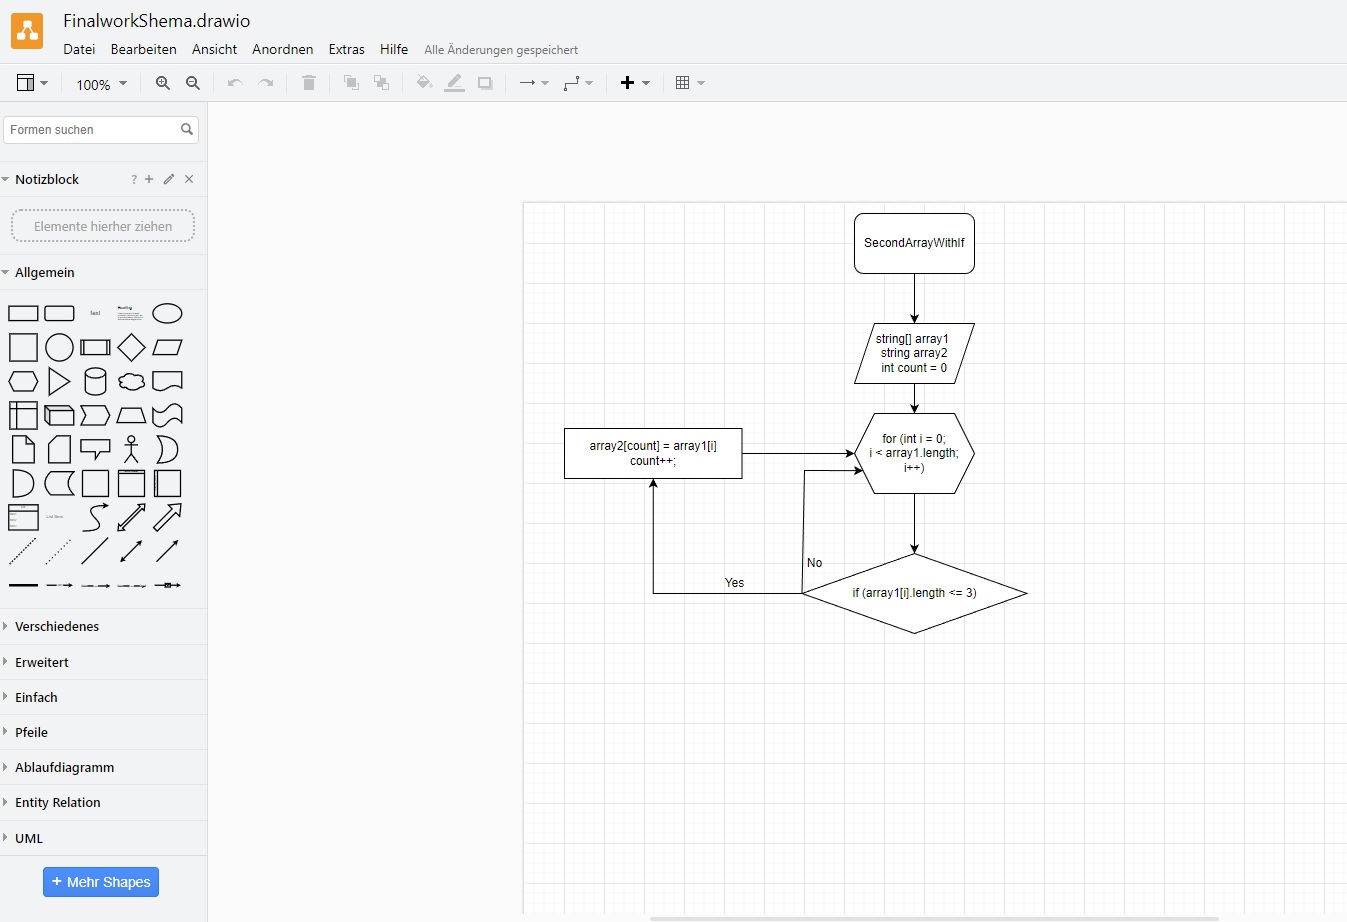 FinalworkShema.drawio
Datei Bearbeiten Ansicht Anordnen Extras Hilfe Alle Änderungen gespeichert
100%
Formen suchen
Notizblock
?
Elemente hierher ziehen
Allgemein
Text
Heading
List Item
Verschiedenes
Erweitert
Einfach
Pfeile
Ablaufdiagramm
Entity Relation
UML
+ Mehr Shapes
SecondArrayWithIf
string[] array1
string array2
int count = 0
for (int i = 0;
i < array1.length;
i++)
array2[count] = array1[i]
count++;
No
Yes
if (array1[i].length <= 3)